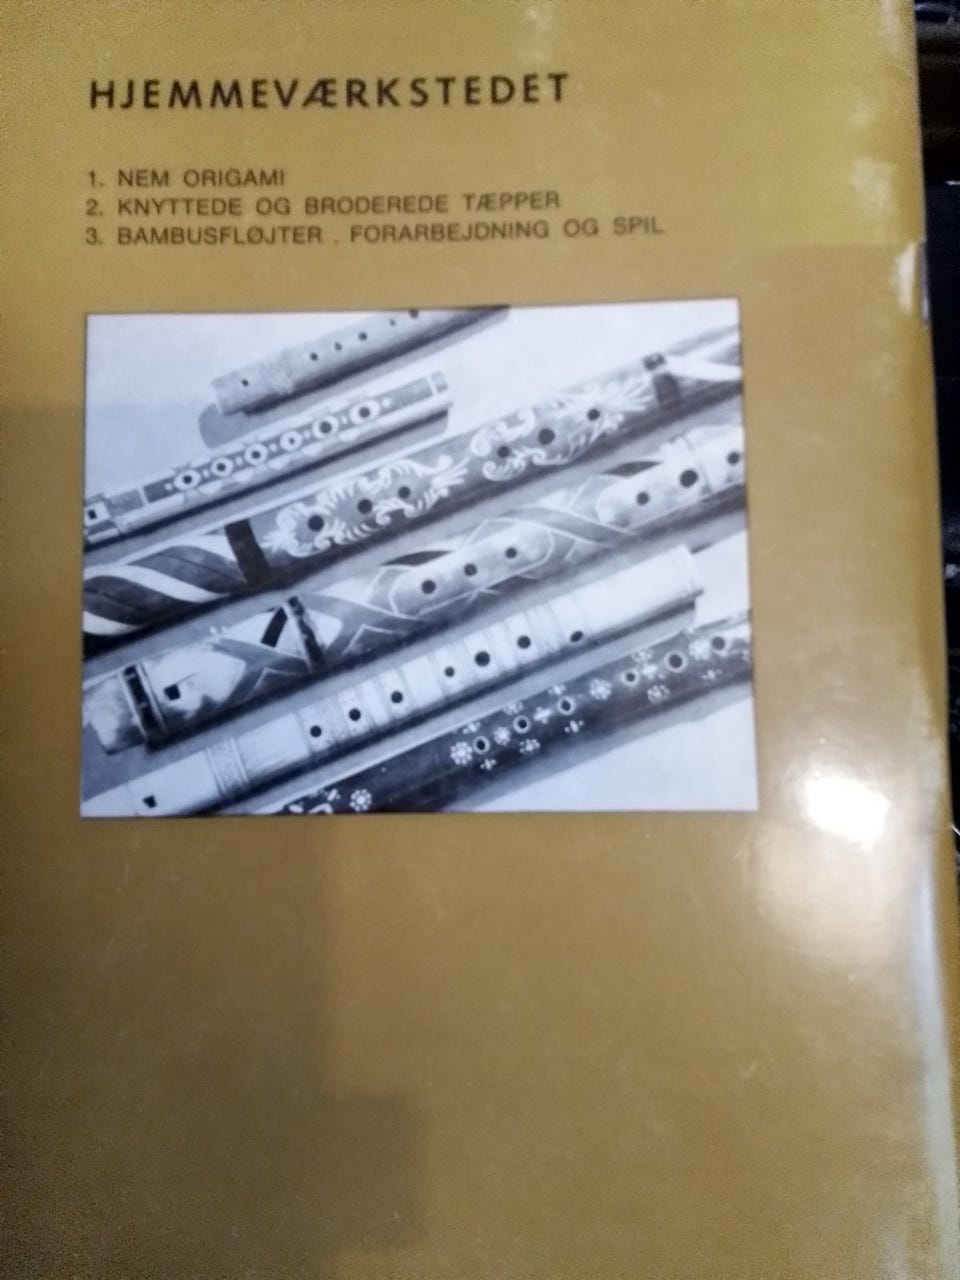 HJEMMEVÆRKSTEDET
1. NEM ORIGAMI
2. KNYTTEDE OG BRODEREDE TÆPPER
3. BAMBUSFLØJTER . FORARBEJDNING OG SPIL